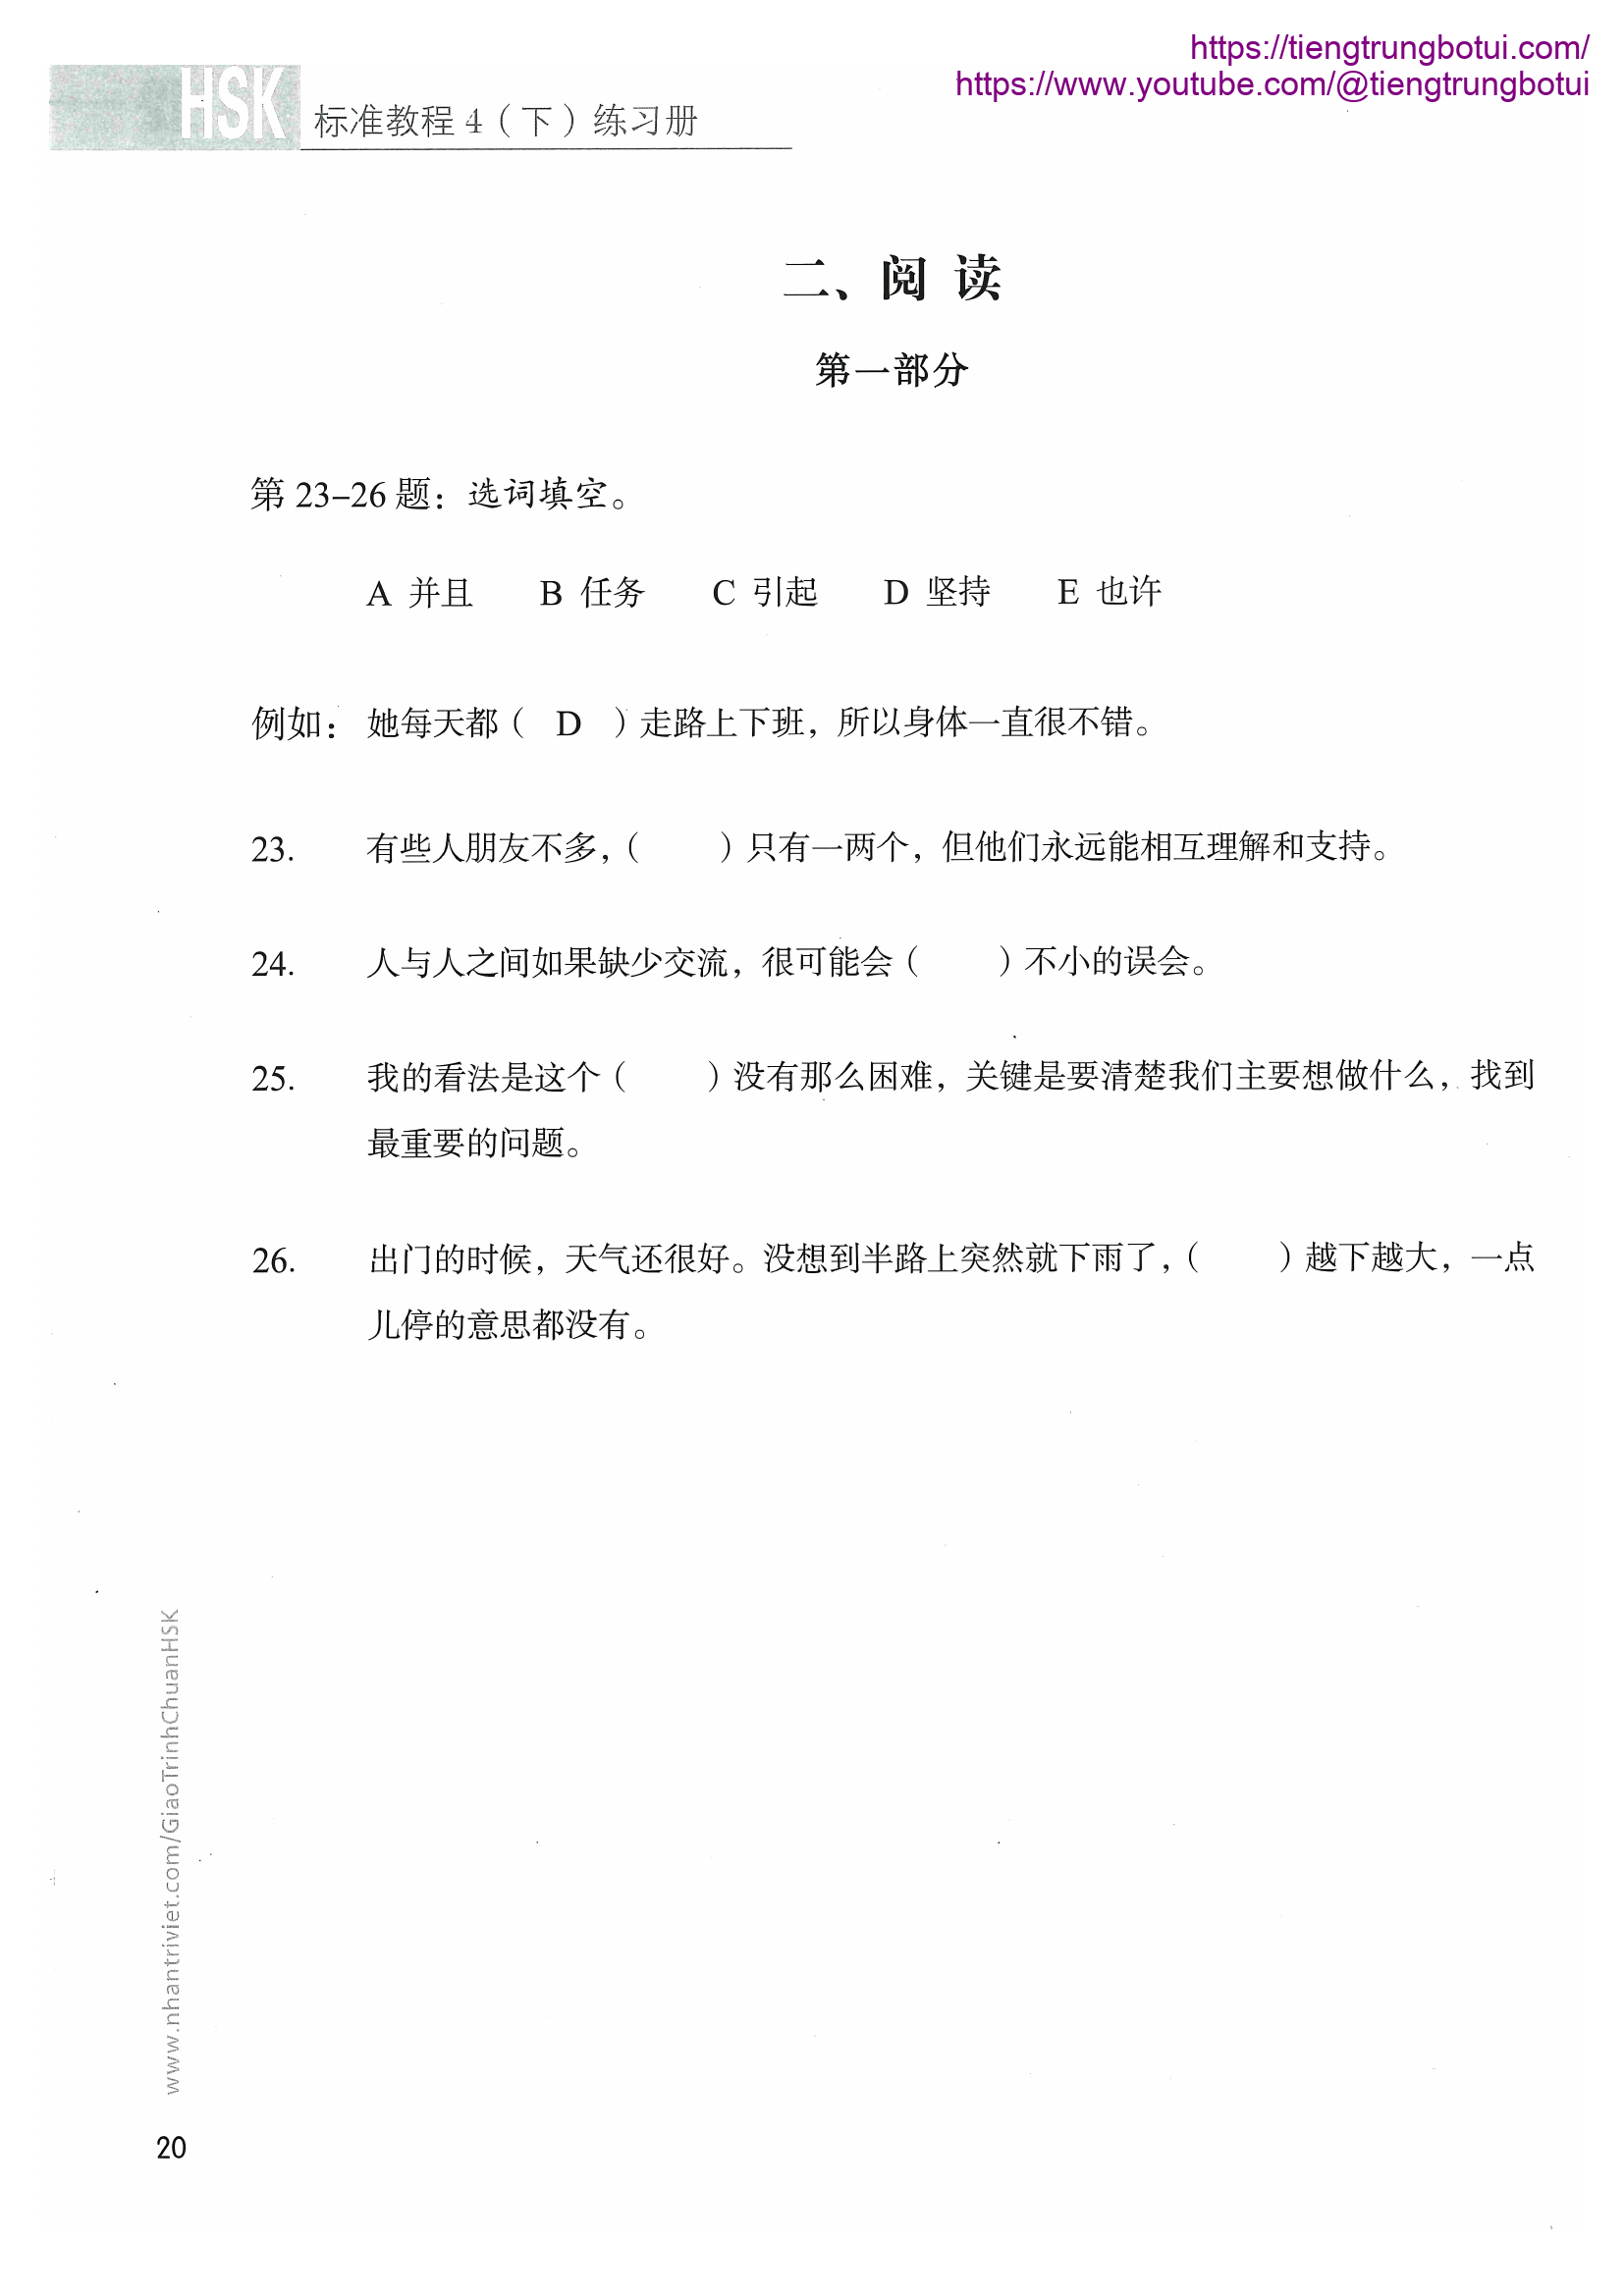 https://tiengtrungbotui.com/
https://www.youtube.com/@tiengtrungbotui
HSK 标准教程 4（下）练习册
二、阅 读
第一部分
第 23–26 题：选词填空。
A 并且 B 任务 C 引起 D 坚持 E 也许
例如： 她每天都（ D ）走路上下班，所以身体一直很不错。
23. 有些人朋友不多，（ ）只有一两个，但他们永远能相互理解和支持。
24. 人与人之间如果缺少交流，很可能会（ ）不小的误会。
25. 我的看法是这个（ ）没有那么困难，关键是要清楚我们主要想做什么，找到
最重要的问题。
26. 出门的时候，天气还很好。没想到半路上突然就下雨了，（ ）越下越大，一点
儿停的意思都没有。
www.nhantriviet.com/GiaoTrinhChuanHSK
20